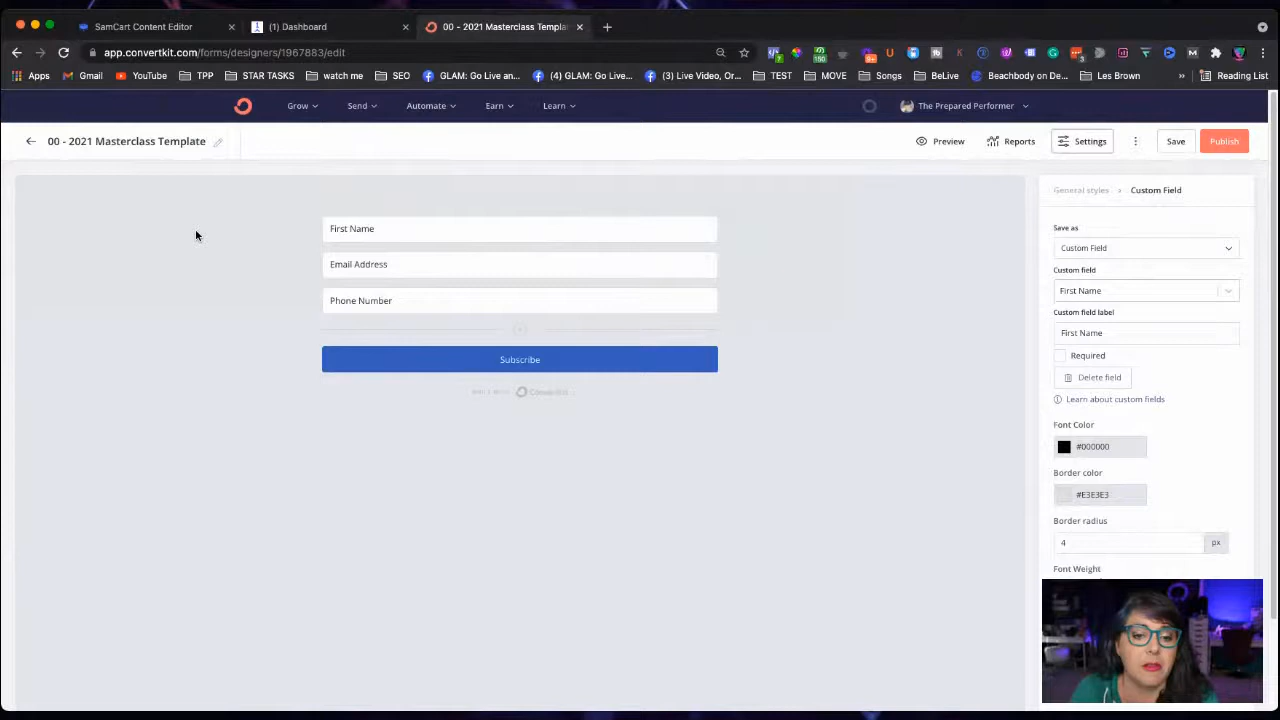 SamCart Content Editor
(1) Dashboard
00 - 2021 Masterclass Templa
app.convertkit.com/forms/designers/1967883/edit
Apps
Gmail
YouTube
TPP
STAR TASKS
watch me
SEO
GLAM: Go Live an...
(4) GLAM: Go Live...
(3) Live Video, Or...
TEST
MOVE
Songs
BeLive
Beachbody on De...
Les Brown
»
Reading List
Grow
Send
Automate
Earn
Learn
The Prepared Performer
00 - 2021 Masterclass Template
Preview
Reports
Settings
Save
Publish
First Name
Email Address
Phone Number
Subscribe
BUILT WITH ConvertKit
General styles > Custom Field
Save as
Custom Field
Custom field
First Name
Custom field label
First Name
Required
Delete field
Learn about custom fields
Font Color
#000000
Border color
#E3E3E3
Border radius
4
px
Font Weight